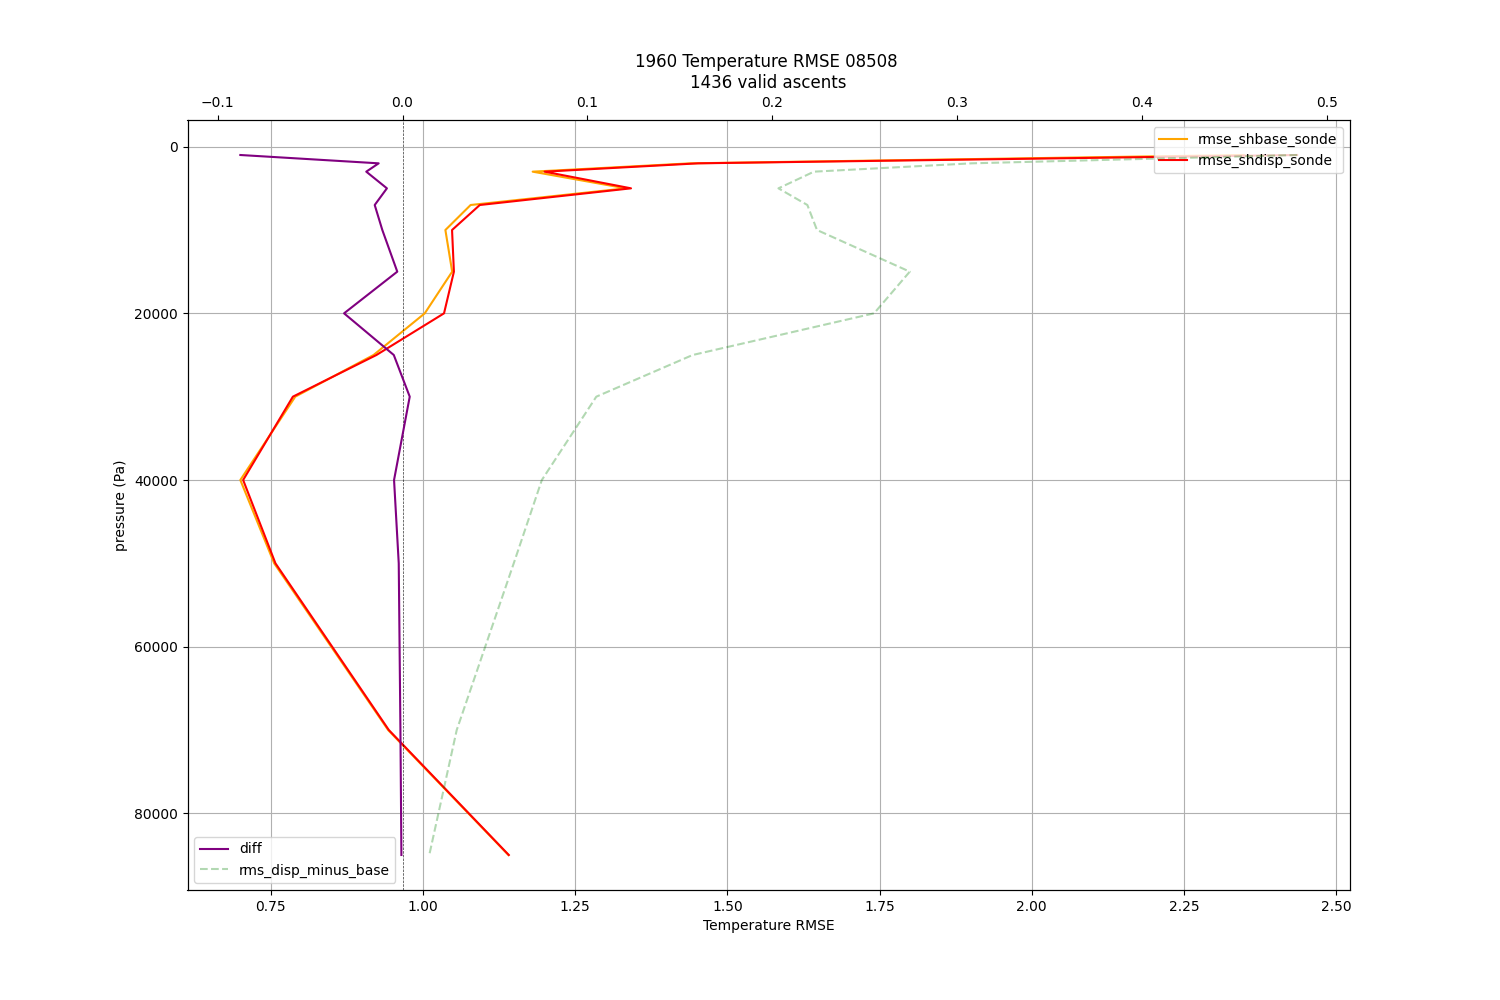 1960 Temperature RMSE 08508
1436 valid ascents
−0.1 0.0 0.1 0.2 0.3 0.4 0.5
rmse_shbase_sonde
rmse_shdisp_sonde
0
20000
40000
60000
80000
pressure (Pa)
diff
rms_disp_minus_base
0.75 1.00 1.25 1.50 1.75 2.00 2.25 2.50
Temperature RMSE